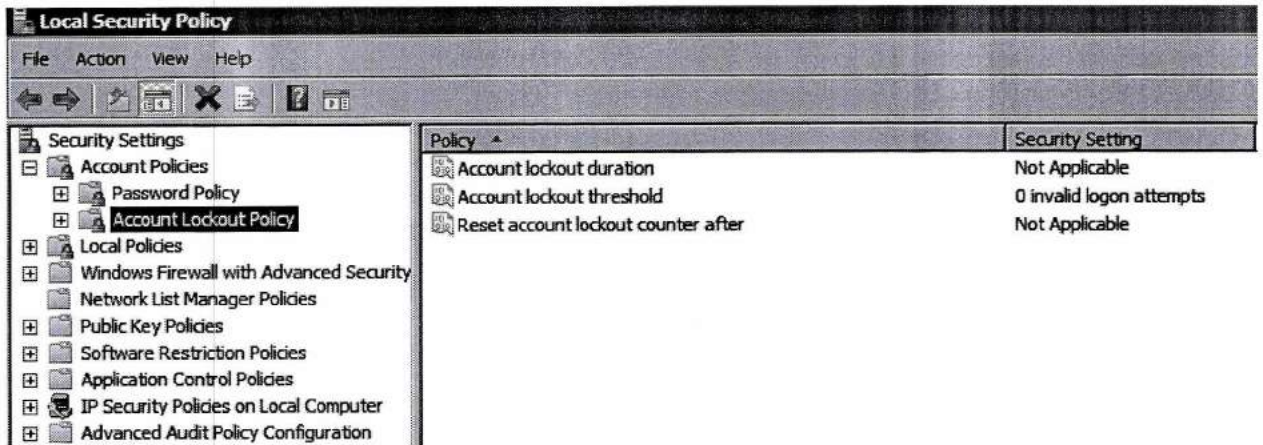 Local Security Policy
File Action View Help
Security Settings
Account Policies
Password Policy
Account Lockout Policy
Local Policies
Windows Firewall with Advanced Security
Network List Manager Policies
Public Key Policies
Software Restriction Policies
Application Control Policies
IP Security Policies on Local Computer
Advanced Audit Policy Configuration
Policy Security Setting
Account lockout duration Not Applicable
Account lockout threshold 0 invalid logon attempts
Reset account lockout counter after Not Applicable